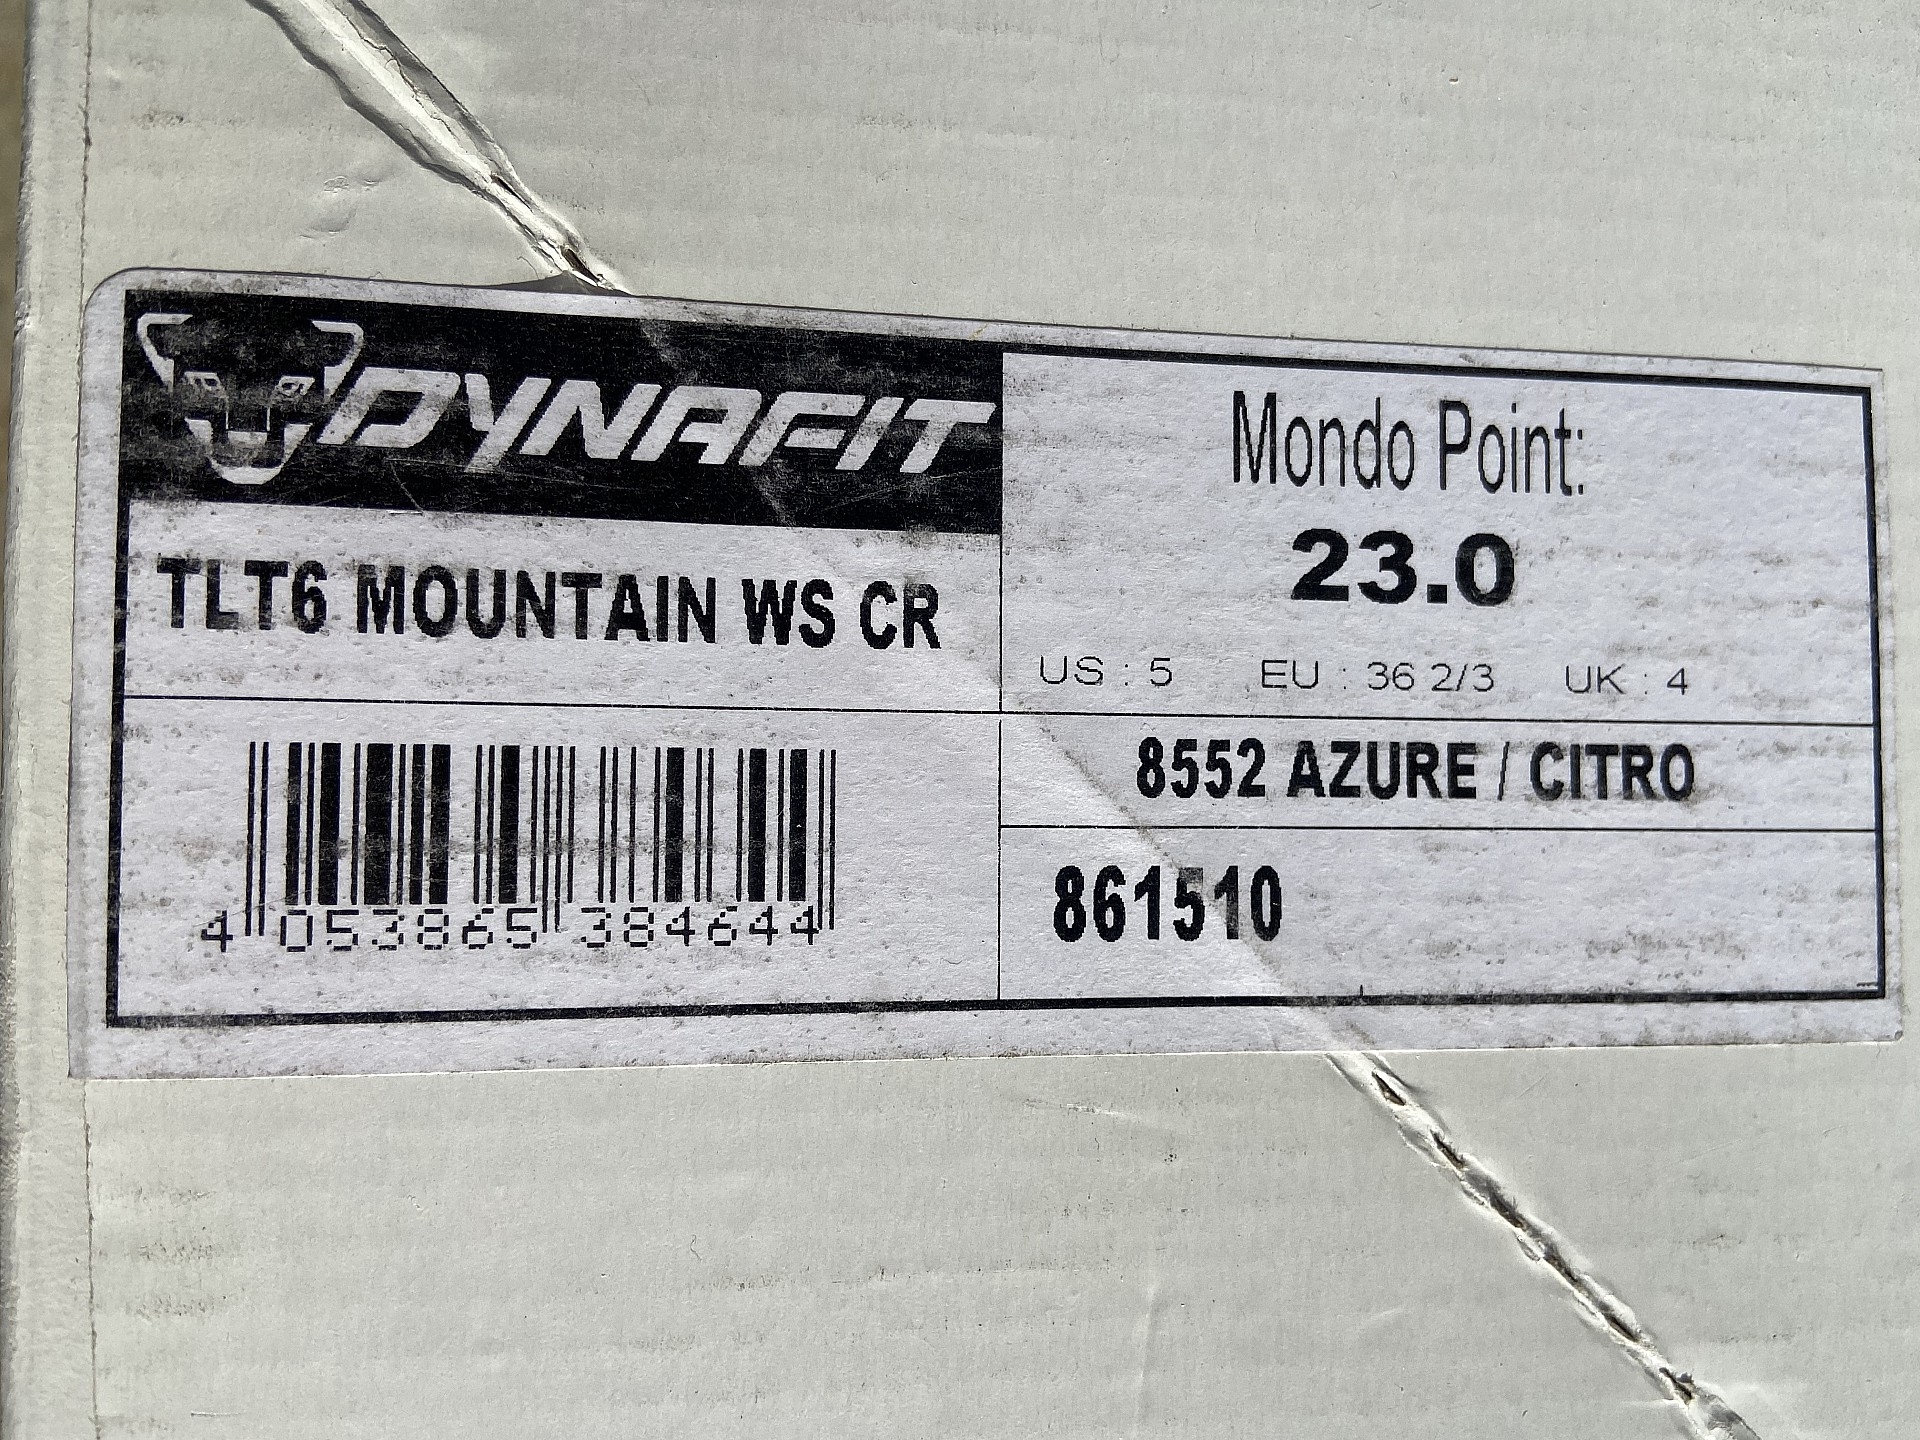 DYNAFIT
TLT6 MOUNTAIN WS CR
Mondo Point:
23.0
US : 5 EU : 36 2/3 UK : 4
8552 AZURE / CITRO
861510
4 053865 384644